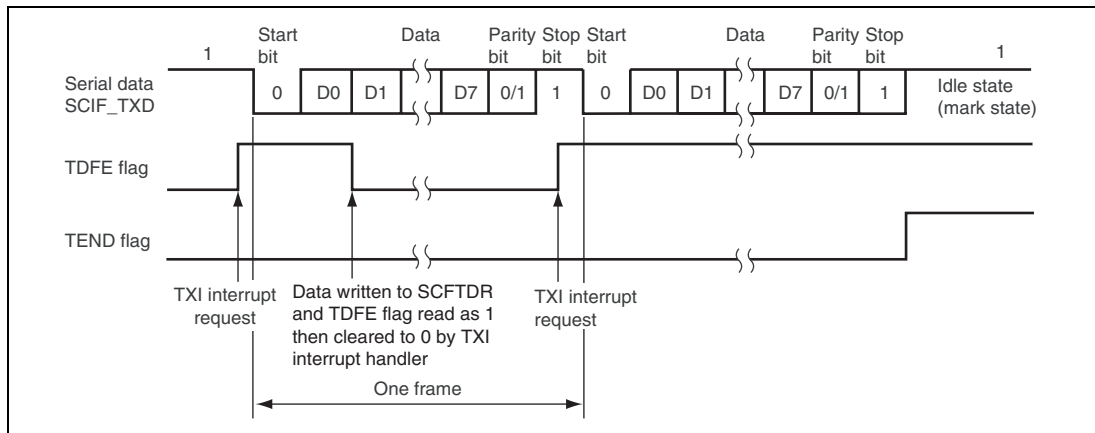 Start bit
Data
Parity bit
Stop bit
Start bit
Data
Parity bit
Stop bit
1
1
Serial data
SCIF_TXD
0
D0
D1
D7
0/1
1
0
D0
D1
D7
0/1
1
Idle state
(mark state)
TDFE flag
TEND flag
TXI interrupt
request
Data written to SCFTDR
and TDFE flag read as 1
then cleared to 0 by TXI
interrupt handler
TXI interrupt
request
One frame